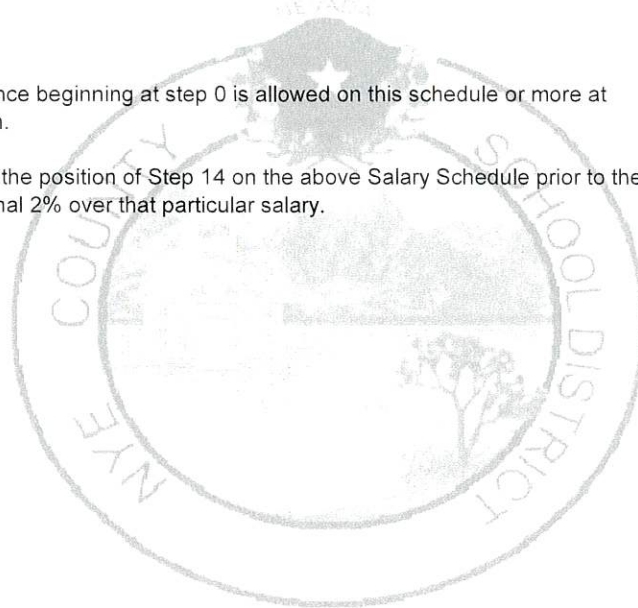 nce beginning at step 0 is allowed on this schedule or more at
n.
the position of Step 14 on the above Salary Schedule prior to the
nal 2% over that particular salary.
NYE COUNTY SCHOOL DISTRICT